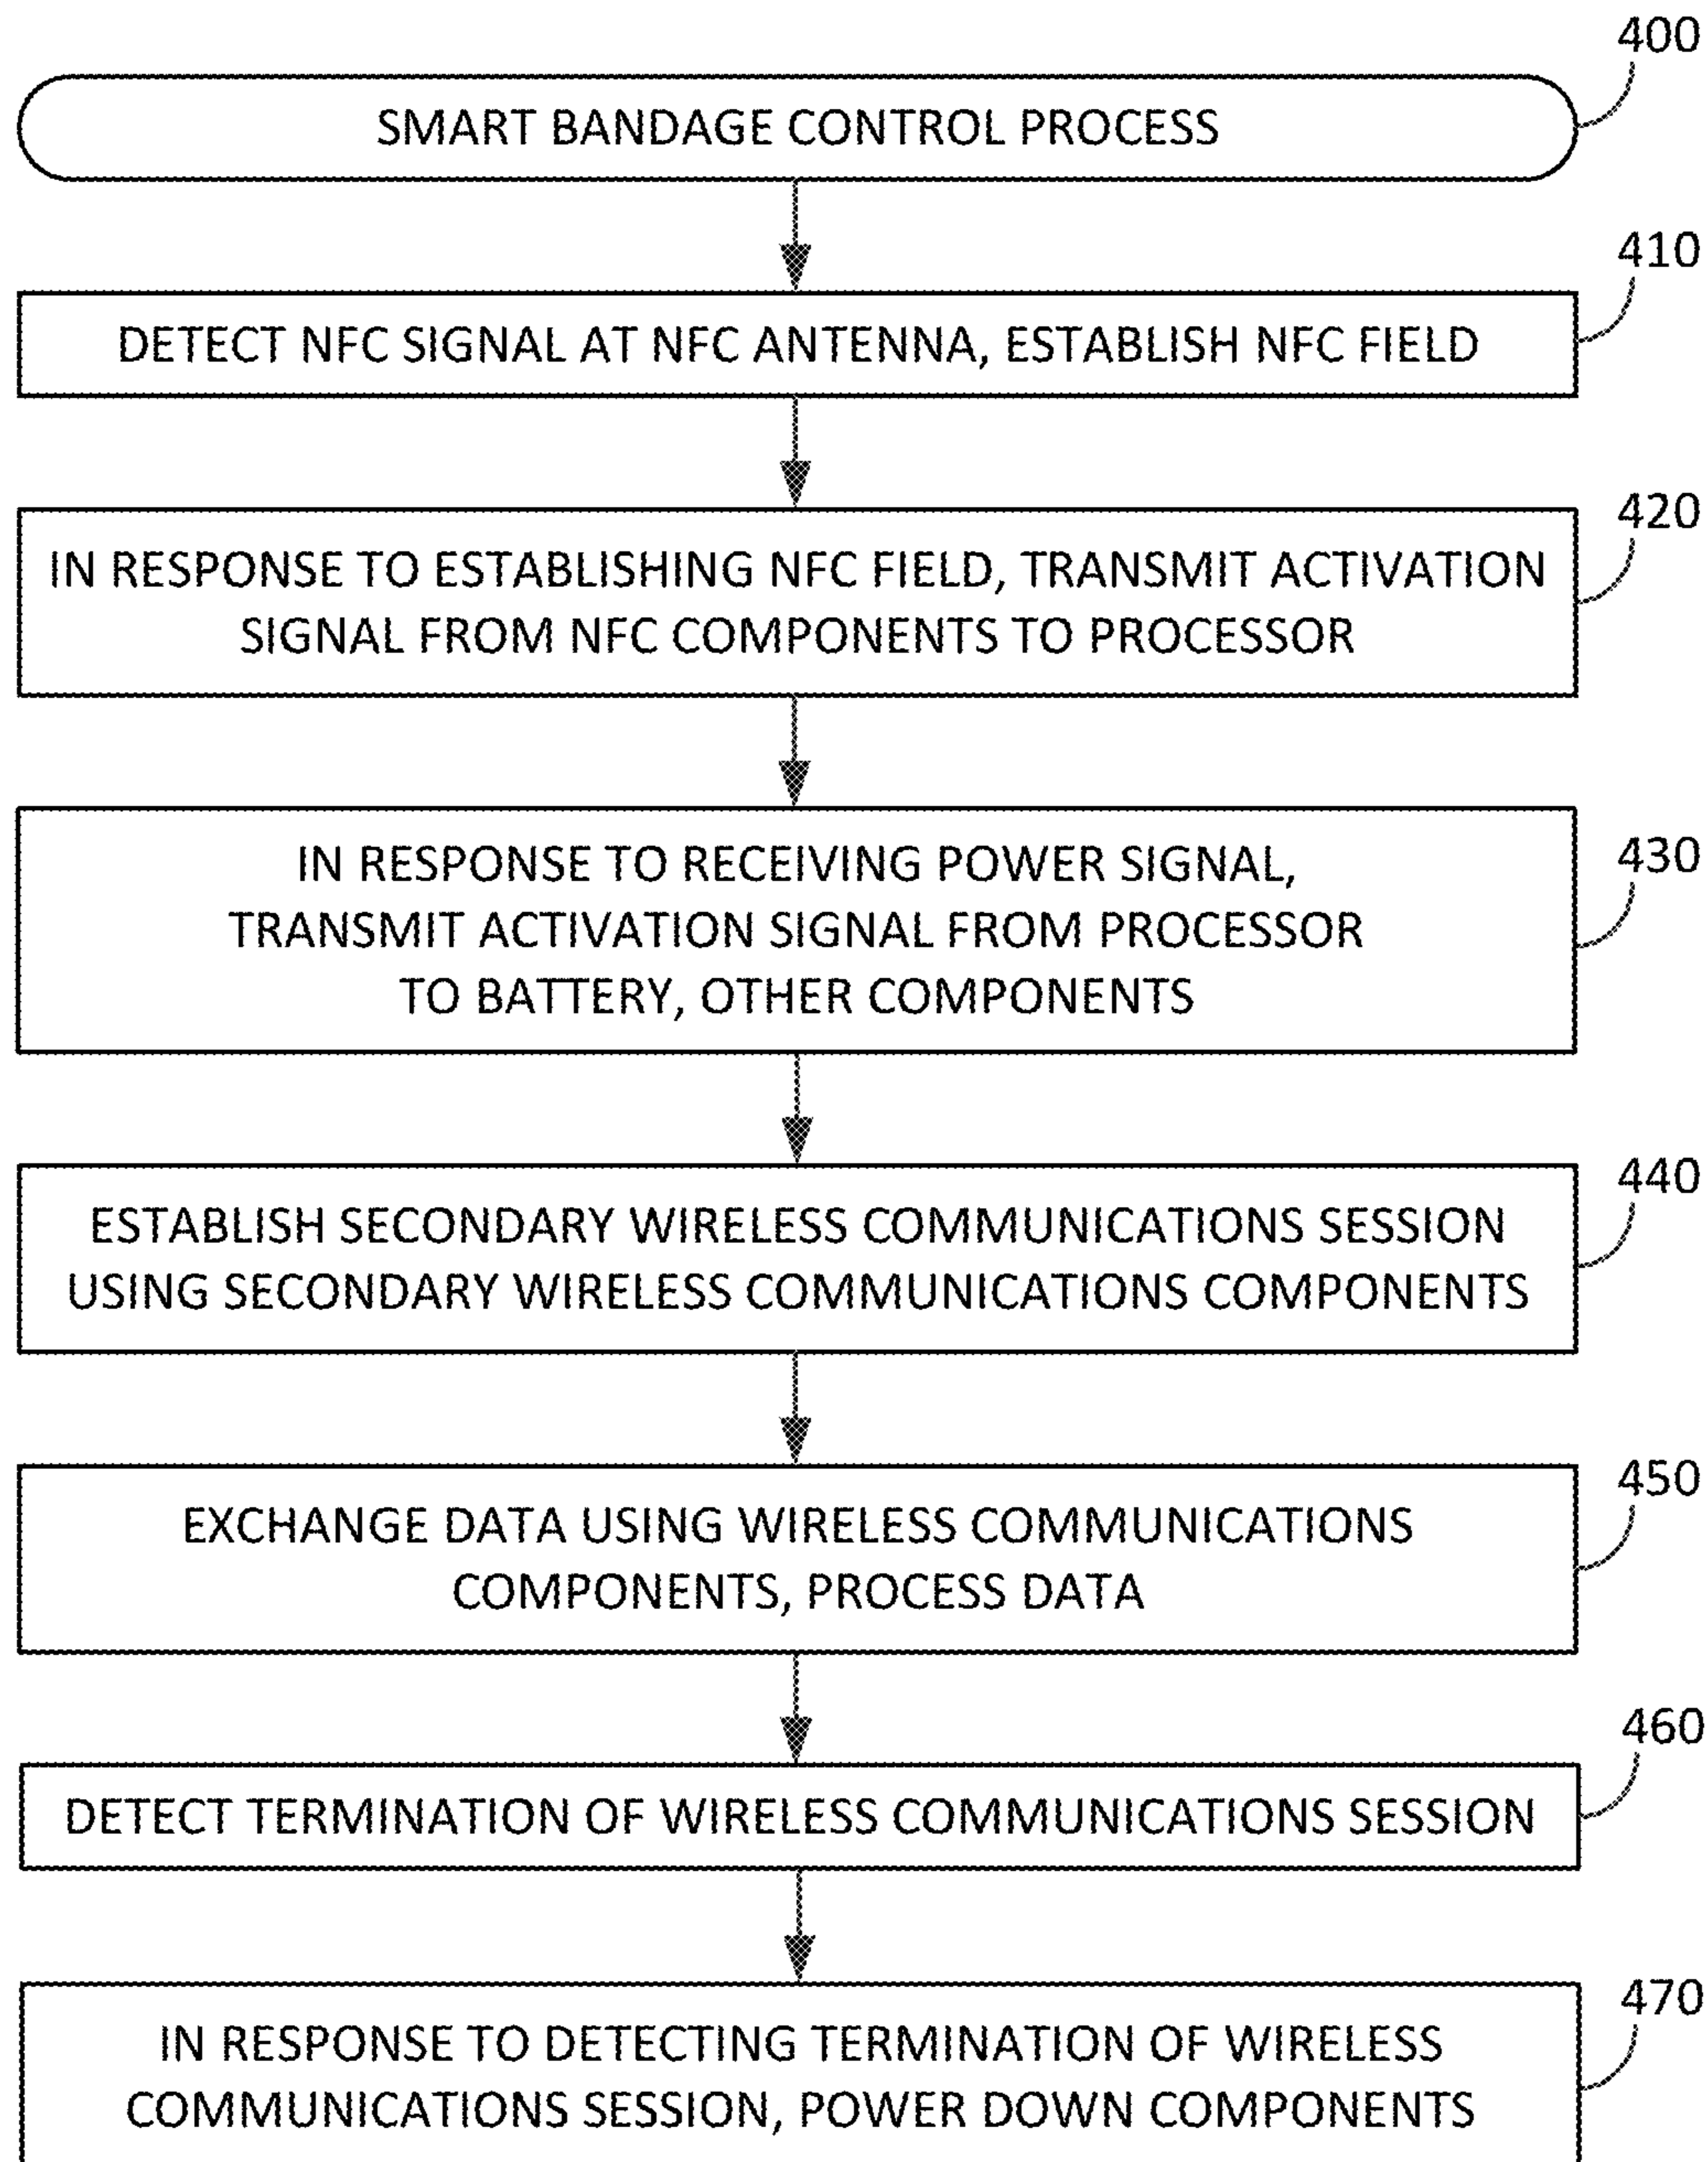 400
SMART BANDAGE CONTROL PROCESS
410
DETECT NFC SIGNAL AT NFC ANTENNA, ESTABLISH NFC FIELD
420
IN RESPONSE TO ESTABLISHING NFC FIELD, TRANSMIT ACTIVATION
SIGNAL FROM NFC COMPONENTS TO PROCESSOR
430
IN RESPONSE TO RECEIVING POWER SIGNAL,
TRANSMIT ACTIVATION SIGNAL FROM PROCESSOR
TO BATTERY, OTHER COMPONENTS
440
ESTABLISH SECONDARY WIRELESS COMMUNICATIONS SESSION
USING SECONDARY WIRELESS COMMUNICATIONS COMPONENTS
450
EXCHANGE DATA USING WIRELESS COMMUNICATIONS
COMPONENTS, PROCESS DATA
460
DETECT TERMINATION OF WIRELESS COMMUNICATIONS SESSION
470
IN RESPONSE TO DETECTING TERMINATION OF WIRELESS
COMMUNICATIONS SESSION, POWER DOWN COMPONENTS